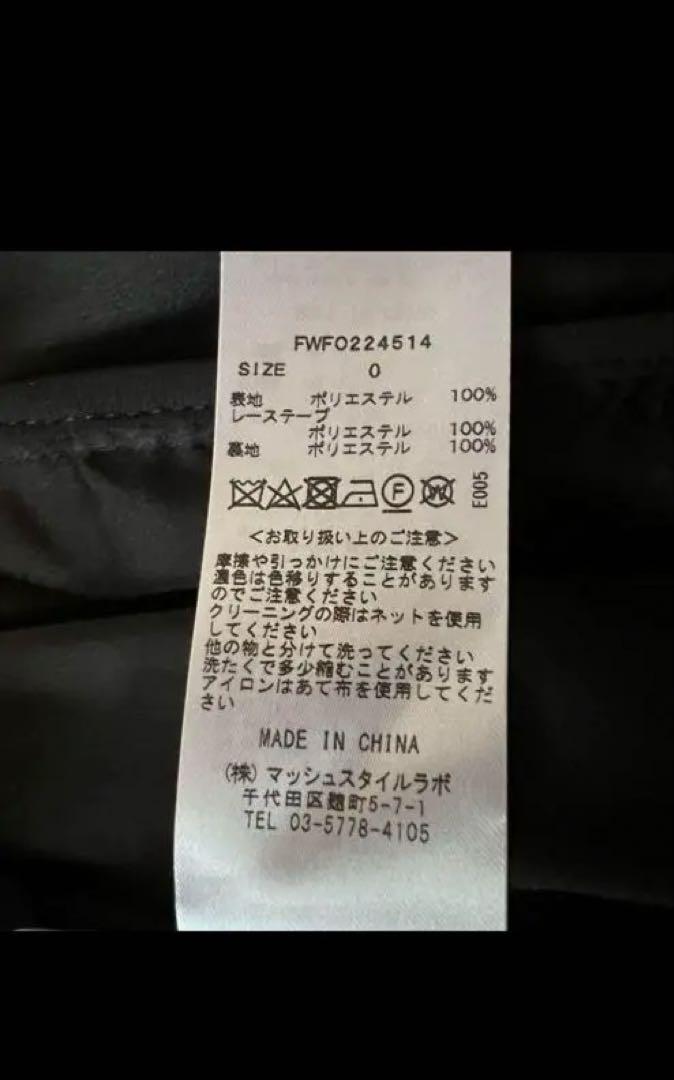 FWFO224514
SIZE 0
表地 ポリエステル 100%
レーステープ
ポリエステル 100%
裏地 ポリエステル 100%
F W E005
<お取り扱い上のご注意>
摩擦や引っかけにご注意ください
濃色は色移りすることがあります
のでご注意ください
クリーニングの際はネットを使用
してください
他の物と分けて洗ってください
洗たくで多少縮むことがあります
アイロンはあて布を使用してくだ
さい
MADE IN CHINA
(株)マッシュスタイルラボ
千代田区麹町5-7-1
TEL 03-5778-4105